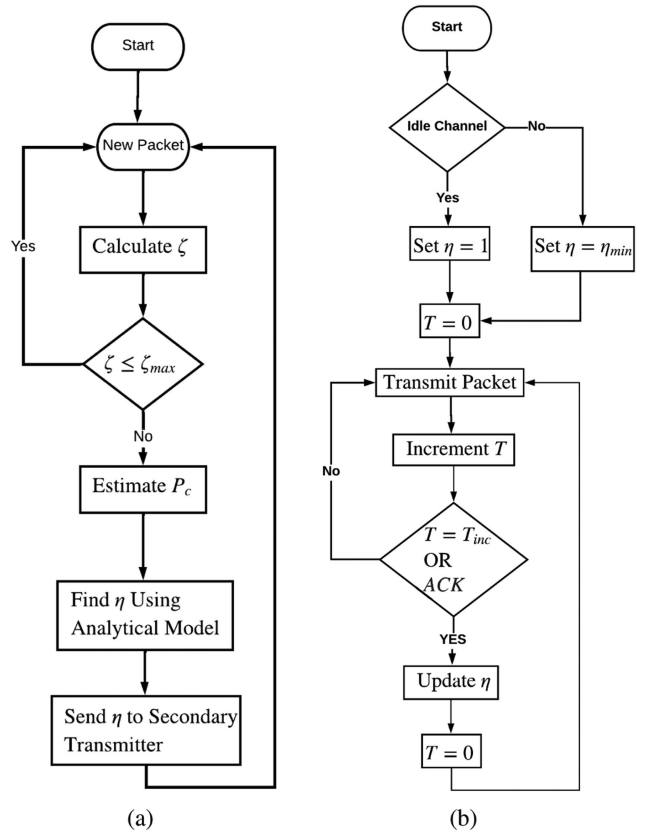 Start
New Packet
Calculate ζ
Yes
ζ ≤ ζmax
No
Estimate Pc
Find η Using
Analytical Model
Send η to Secondary
Transmitter
(a)
Start
Idle Channel
No
Yes
Set η = 1
Set η = ηmin
T = 0
Transmit Packet
Increment T
No
T = Tinc
OR
ACK
YES
Update η
T = 0
(b)